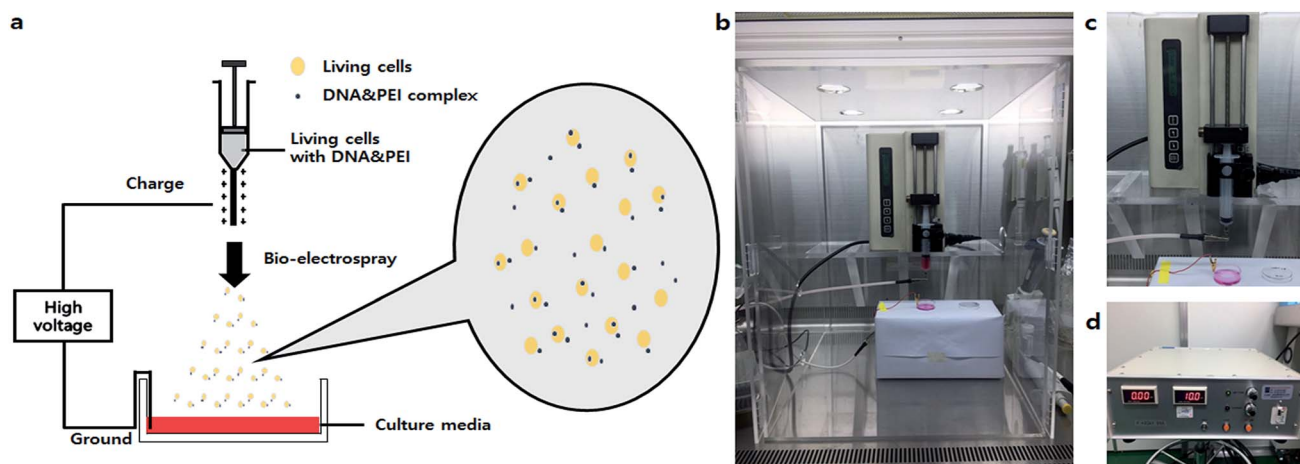 a
Living cells
DNA&PEI complex
Living cells
with DNA&PEI
Charge
Bio-electrospray
High
voltage
Ground
Culture media
b
c
d
0.00
10.0